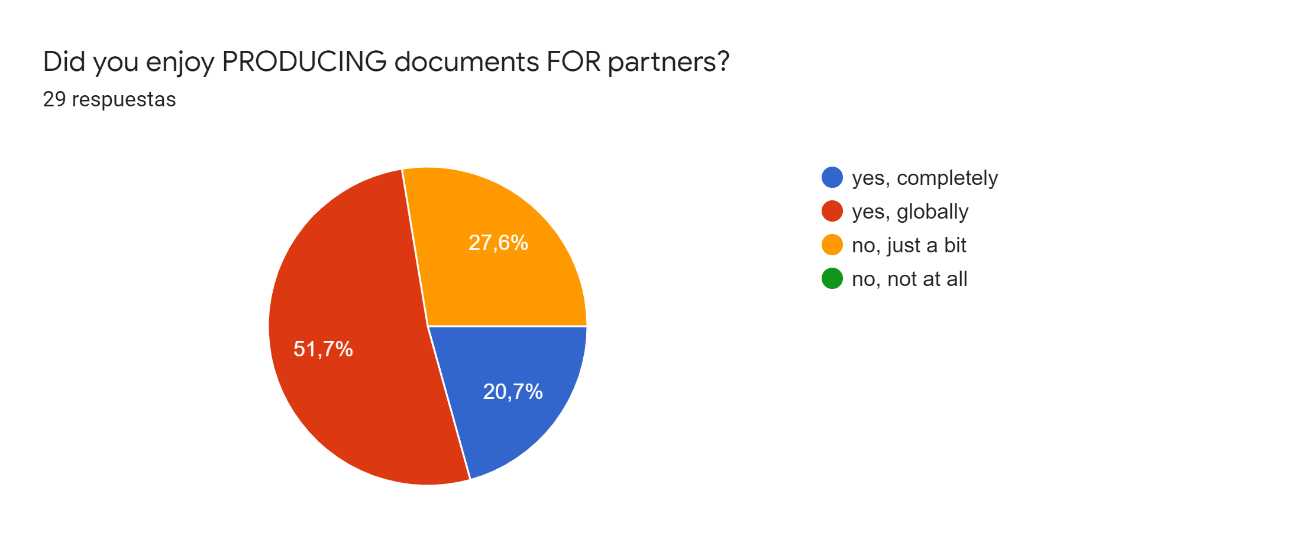 Did you enjoy PRODUCING documents FOR partners?
29 respuestas
27,6%
51,7%
20,7%
yes, completely
yes, globally
no, just a bit
no, not at all